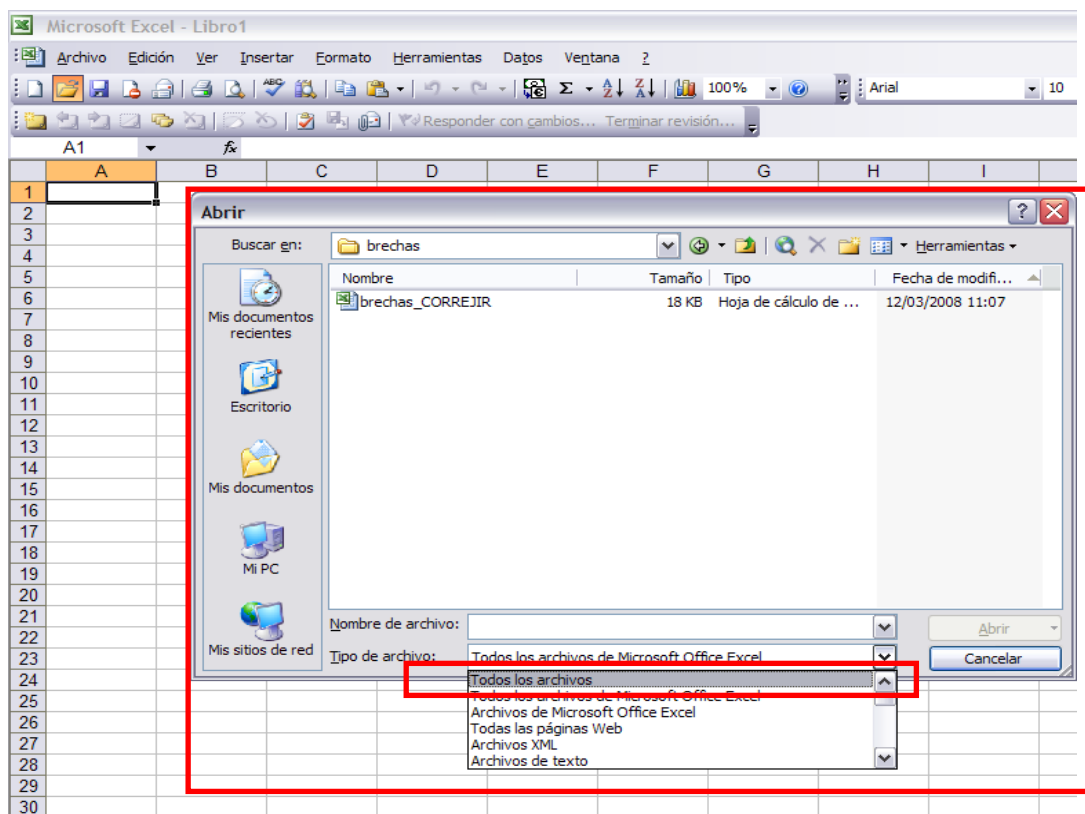 Microsoft Excel - Libro1
Archivo Edición Ver Insertar Formato Herramientas Datos Ventana ?
ABC 100% Arial 10
Responder con cambios... Terminar revisión...
A1 fx
A B C D E F G H I
1
2
3
4
5
6
7
8
9
10
11
12
13
14
15
16
17
18
19
20
21
22
23
24
25
26
27
28
29
30
Abrir
Buscar en: brechas Herramientas
Nombre Tamaño Tipo Fecha de modifi...
brechas_CORREJIR 18 KB Hoja de cálculo de ... 12/03/2008 11:07
Mis documentos recientes
Escritorio
Mis documentos
Mi PC
Mis sitios de red
Nombre de archivo: Abrir
Tipo de archivo: Todos los archivos de Microsoft Office Excel Cancelar
Todos los archivos
Todos los archivos de Microsoft Office Excel
Archivos de Microsoft Office Excel
Todas las páginas Web
Archivos XML
Archivos de texto